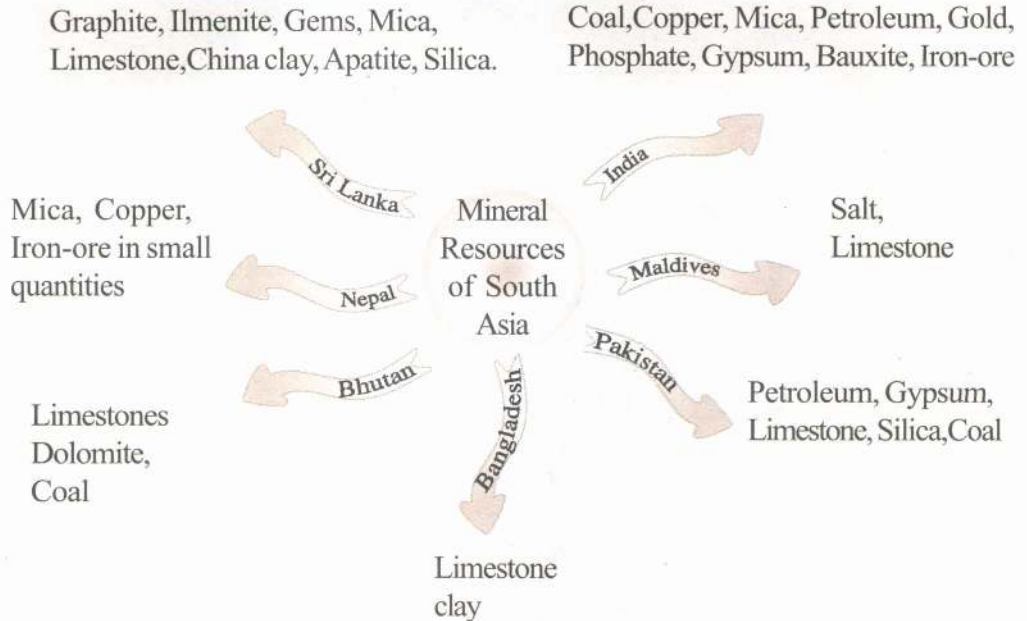 Graphite, Ilmenite, Gems, Mica,
Limestone,China clay, Apatite, Silica.
Coal,Copper, Mica, Petroleum, Gold,
Phosphate, Gypsum, Bauxite, Iron-ore
Sri Lanka
India
Mica, Copper,
Iron-ore in small
quantities
Nepal
Mineral
Resources
of South
Asia
Maldives
Salt,
Limestone
Bhutan
Limestones
Dolomite,
Coal
Bangladesh
Limestone
clay
Pakistan
Petroleum, Gypsum,
Limestone, Silica,Coal